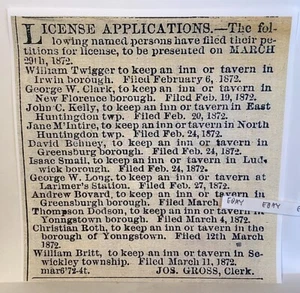 LICENSE APPLICATIONS.—The fol-
lowing named persons have filed their pe-
titions for license, to be presented on MARCH
29th, 1872.
William Twigger to keep an inn or tavern in
Irwin borough. Filed February 6, 1872.
George W. Clark, to keep an inn or tavern in
New Florence borough. Filed Feb. 19, 1872.
John C. Kelly, to keep an inn or tavern in East
Huntingdon twp. Filed Feb. 20, 1872.
Jane M'Intire, to keep an inn or tavern in North
Huntingdon twp. Filed Feb. 24, 1872.
David Behney, to keep an inn or tavern in
Greensburg borough. Filed Feb. 24, 1872.
Isaac Smail, to keep an inn or tavern in Lud-
wick borough. Filed Feb. 24, 1872.
George W. Long, to keep an inn or tavern at
Larimer's Station. Filed Feb. 27, 1872.
Andrew Bovard, to keep an inn or tavern in
Greensburgh borough. Filed March
Thompson Dodson, to keep an inn or tavern in
Youngstown borough. Filed March 4, 1872.
Christian Roth, to keep an inn or tavern in the
borough of Youngstown. Filed 12th March
1872.
William Britt, to keep an inn or tavern in Se-
wickley township. Filed March 11, 1872.
mar6'72-4t. JOS. GROSS, Clerk.
EBAY
EBAY